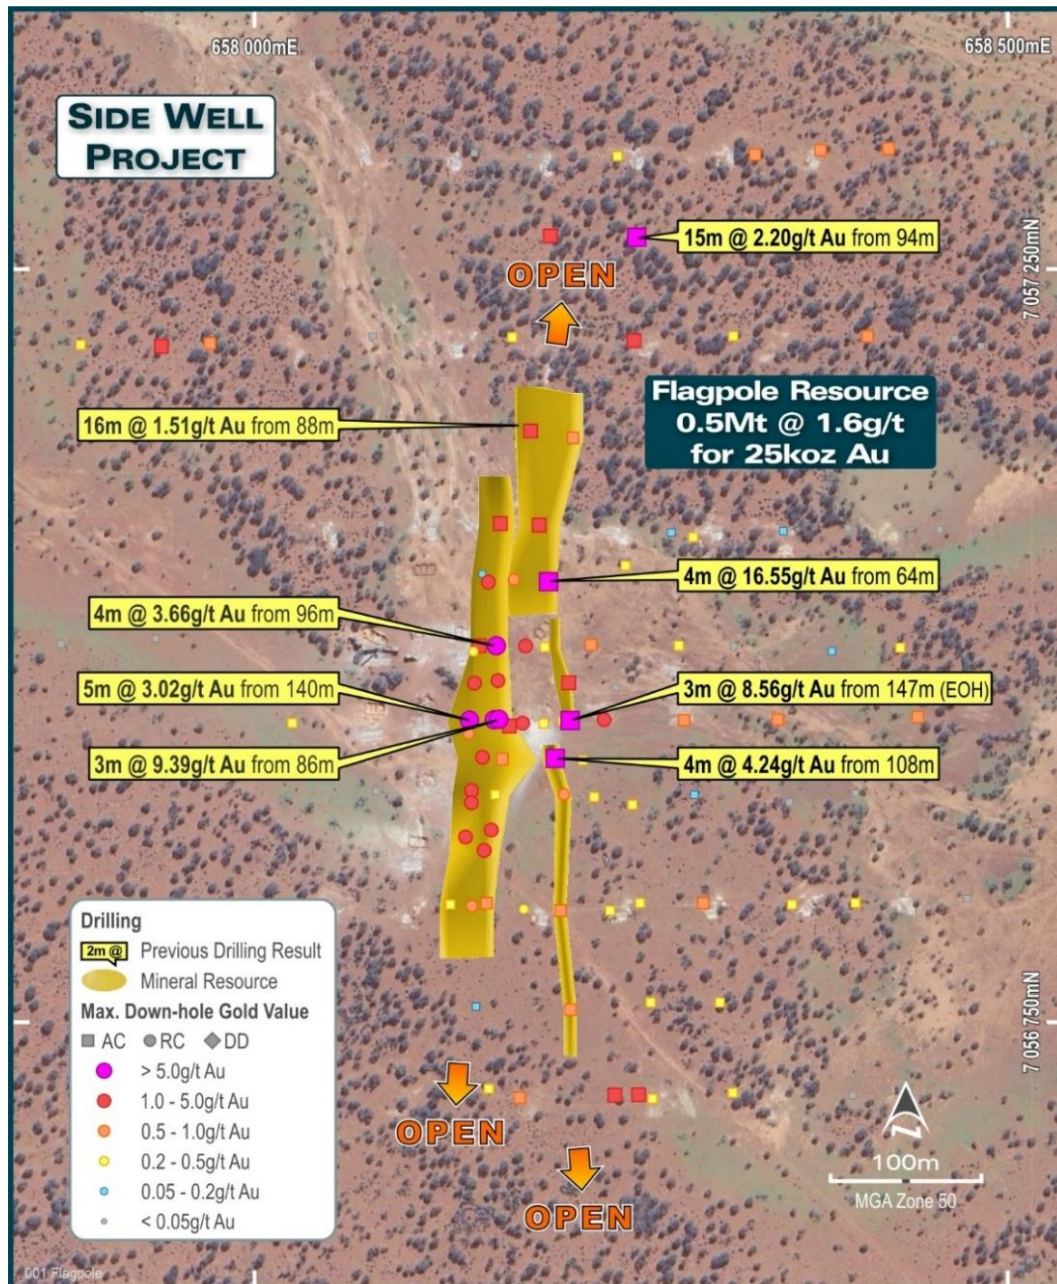 658 000mE
658 500mE
SIDE WELL
PROJECT
15m @ 2.20g/t Au from 94m
OPEN
7 057 250mN
Flagpole Resource
0.5Mt @ 1.6g/t
for 25koz Au
16m @ 1.51g/t Au from 88m
4m @ 16.55g/t Au from 64m
4m @ 3.66g/t Au from 96m
5m @ 3.02g/t Au from 140m
3m @ 8.56g/t Au from 147m (EOH)
3m @ 9.39g/t Au from 86m
4m @ 4.24g/t Au from 108m
Drilling
2m @ Previous Drilling Result
Mineral Resource
Max. Down-hole Gold Value
AC RC DD
> 5.0g/t Au
1.0 - 5.0g/t Au
0.5 - 1.0g/t Au
0.2 - 0.5g/t Au
0.05 - 0.2g/t Au
< 0.05g/t Au
7 056 750mN
OPEN
OPEN
N
100m
MGA Zone 50
001 Flagpole